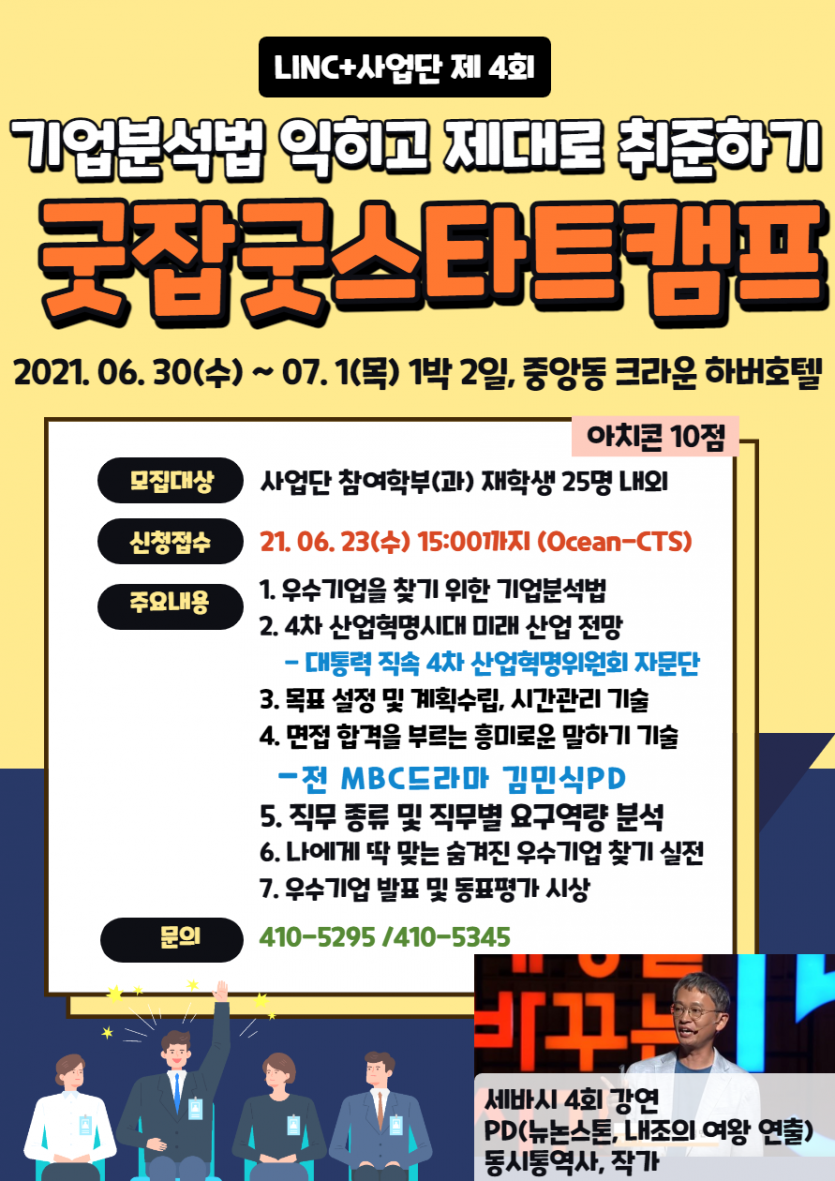 LINC+사업단 제 4회
기업분석법 익히고 제대로 취준하기
굿잡굿스타트캠프
2021. 06. 30(수) ~ 07. 1(목) 1박 2일, 중앙동 크라운 하버호텔
아치콘 10점
모집대상 사업단 참여학부(과) 재학생 25명 내외
신청접수 21. 06. 23(수) 15:00까지 (Ocean-CTS)
주요내용 1. 우수기업을 찾기 위한 기업분석법
2. 4차 산업혁명시대 미래 산업 전망
- 대통력 직속 4차 산업혁명위원회 자문단
3. 목표 설정 및 계획수립, 시간관리 기술
4. 면접 합격을 부르는 흥미로운 말하기 기술
-전 MBC드라마 김민식PD
5. 직무 종류 및 직무별 요구역량 분석
6. 나에게 딱 맞는 숨겨진 우수기업 찾기 실전
7. 우수기업 발표 및 동표평가 시상
문의 410-5295 /410-5345
바꾸는
세바시 4회 강연
PD(뉴논스톤, 내조의 여왕 연출)
동시통역사, 작가